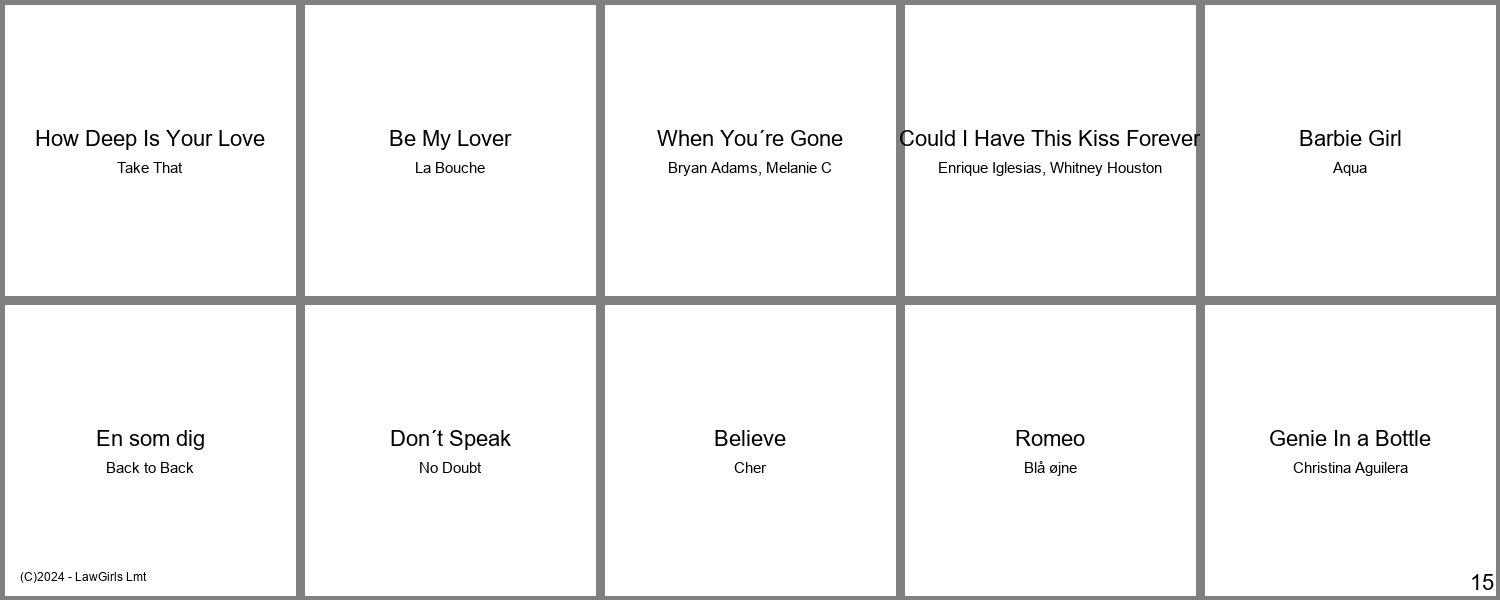 How Deep Is Your Love
Take That
Be My Lover
La Bouche
When You´re Gone
Bryan Adams, Melanie C
Could I Have This Kiss Forever
Enrique Iglesias, Whitney Houston
Barbie Girl
Aqua
En som dig
Back to Back
Don´t Speak
No Doubt
Believe
Cher
Romeo
Blå øjne
Genie In a Bottle
Christina Aguilera
(C)2024 - LawGirls Lmt
15